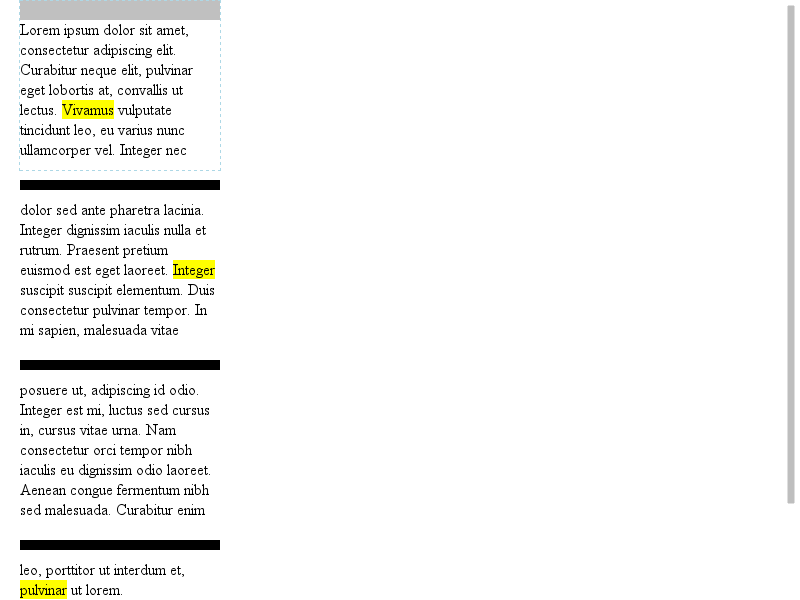 Lorem ipsum dolor sit amet,
consectetur adipiscing elit.
Curabitur neque elit, pulvinar
eget lobortis at, convallis ut
lectus. Vivamus vulputate
tincidunt leo, eu varius nunc
ullamcorper vel. Integer nec
dolor sed ante pharetra lacinia.
Integer dignissim iaculis nulla et
rutrum. Praesent pretium
euismod est eget laoreet. Integer
suscipit suscipit elementum. Duis
consectetur pulvinar tempor. In
mi sapien, malesuada vitae
posuere ut, adipiscing id odio.
Integer est mi, luctus sed cursus
in, cursus vitae urna. Nam
consectetur orci tempor nibh
iaculis eu dignissim odio laoreet.
Aenean congue fermentum nibh
sed malesuada. Curabitur enim
leo, porttitor ut interdum et,
pulvinar ut lorem.